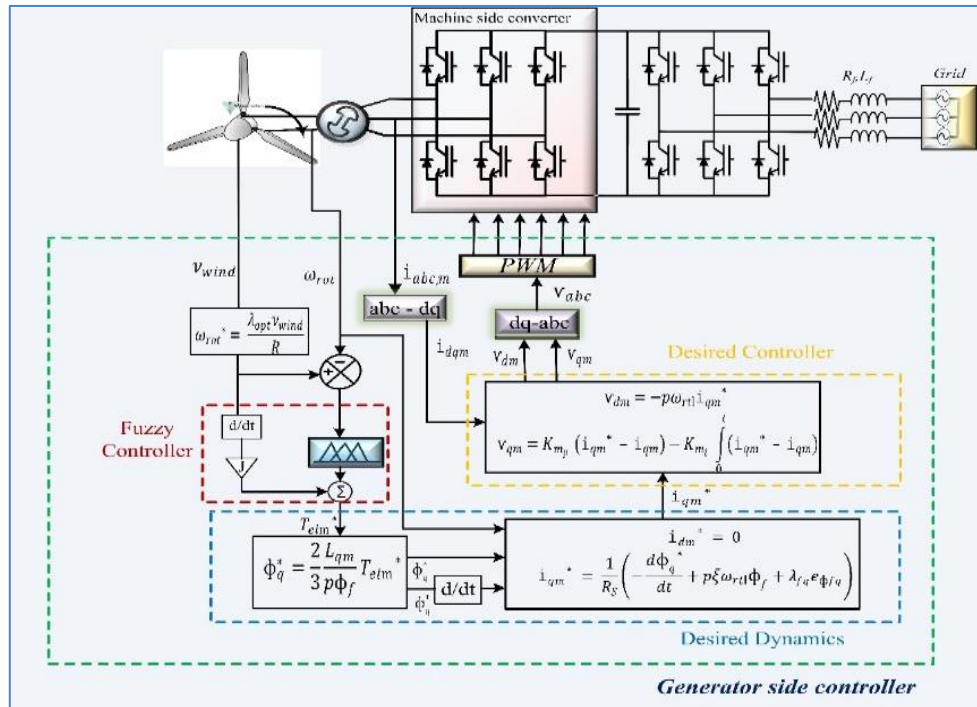 Machine side converter
R_f, L_f
Grid
PWM
v_wind
ω_rot
i_abc,m
v_abc
abc - dq
dq-abc
ω_rot* = λ_opt v_wind / R
i_dqm
v_dm
v_qm
Desired Controller
+
−
v_dm = −pω_rtl i_qm*
Fuzzy
Controller
d/dt
v_qm = K_mp (i_qm* − i_qm) − K_mi ∫_0^t (i_qm* − i_qm)
J
Σ
i_qm*
T_elm*
i_dm* = 0
ϕ_q* = 2/3 L_qm/pϕ_f T_elm*
ϕ_q*
i_qm* = 1/R_S (− dϕ_q*/dt + pξω_rtl ϕ_f + λ_fq e_ϕfq)
ϕ_q*
d/dt
Desired Dynamics
Generator side controller